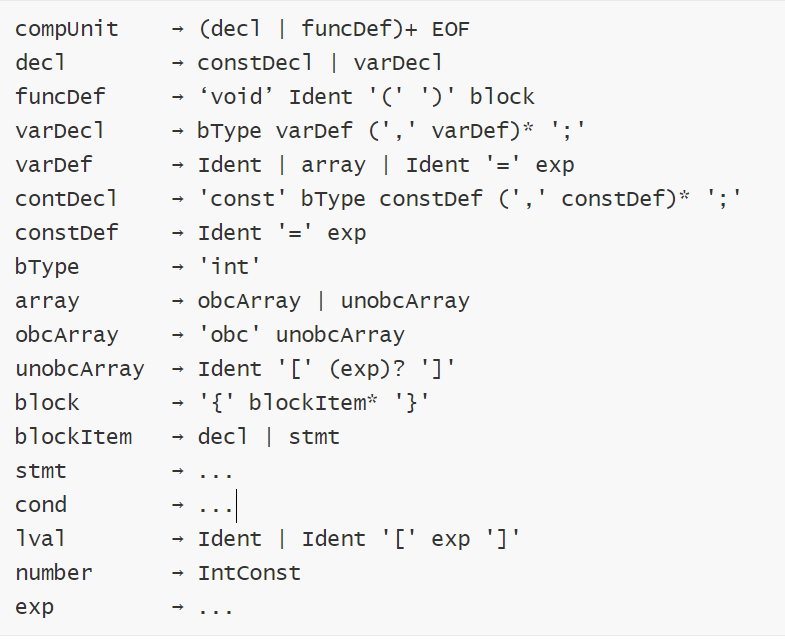 compUnit → (decl | funcDef)+ EOF
decl → constDecl | varDecl
funcDef → ‘void’ Ident '(' ')' block
varDecl → bType varDef (',' varDef)* ';'
varDef → Ident | array | Ident '=' exp
contDecl → 'const' bType constDef (',' constDef)* ';'
constDef → Ident '=' exp
bType → 'int'
array → obcArray | unobcArray
obcArray → 'obc' unobcArray
unobcArray → Ident '[' (exp)? ']'
block → '{' blockItem* '}'
blockItem → decl | stmt
stmt → ...
cond → ...
lval → Ident | Ident '[' exp ']'
number → IntConst
exp → ...